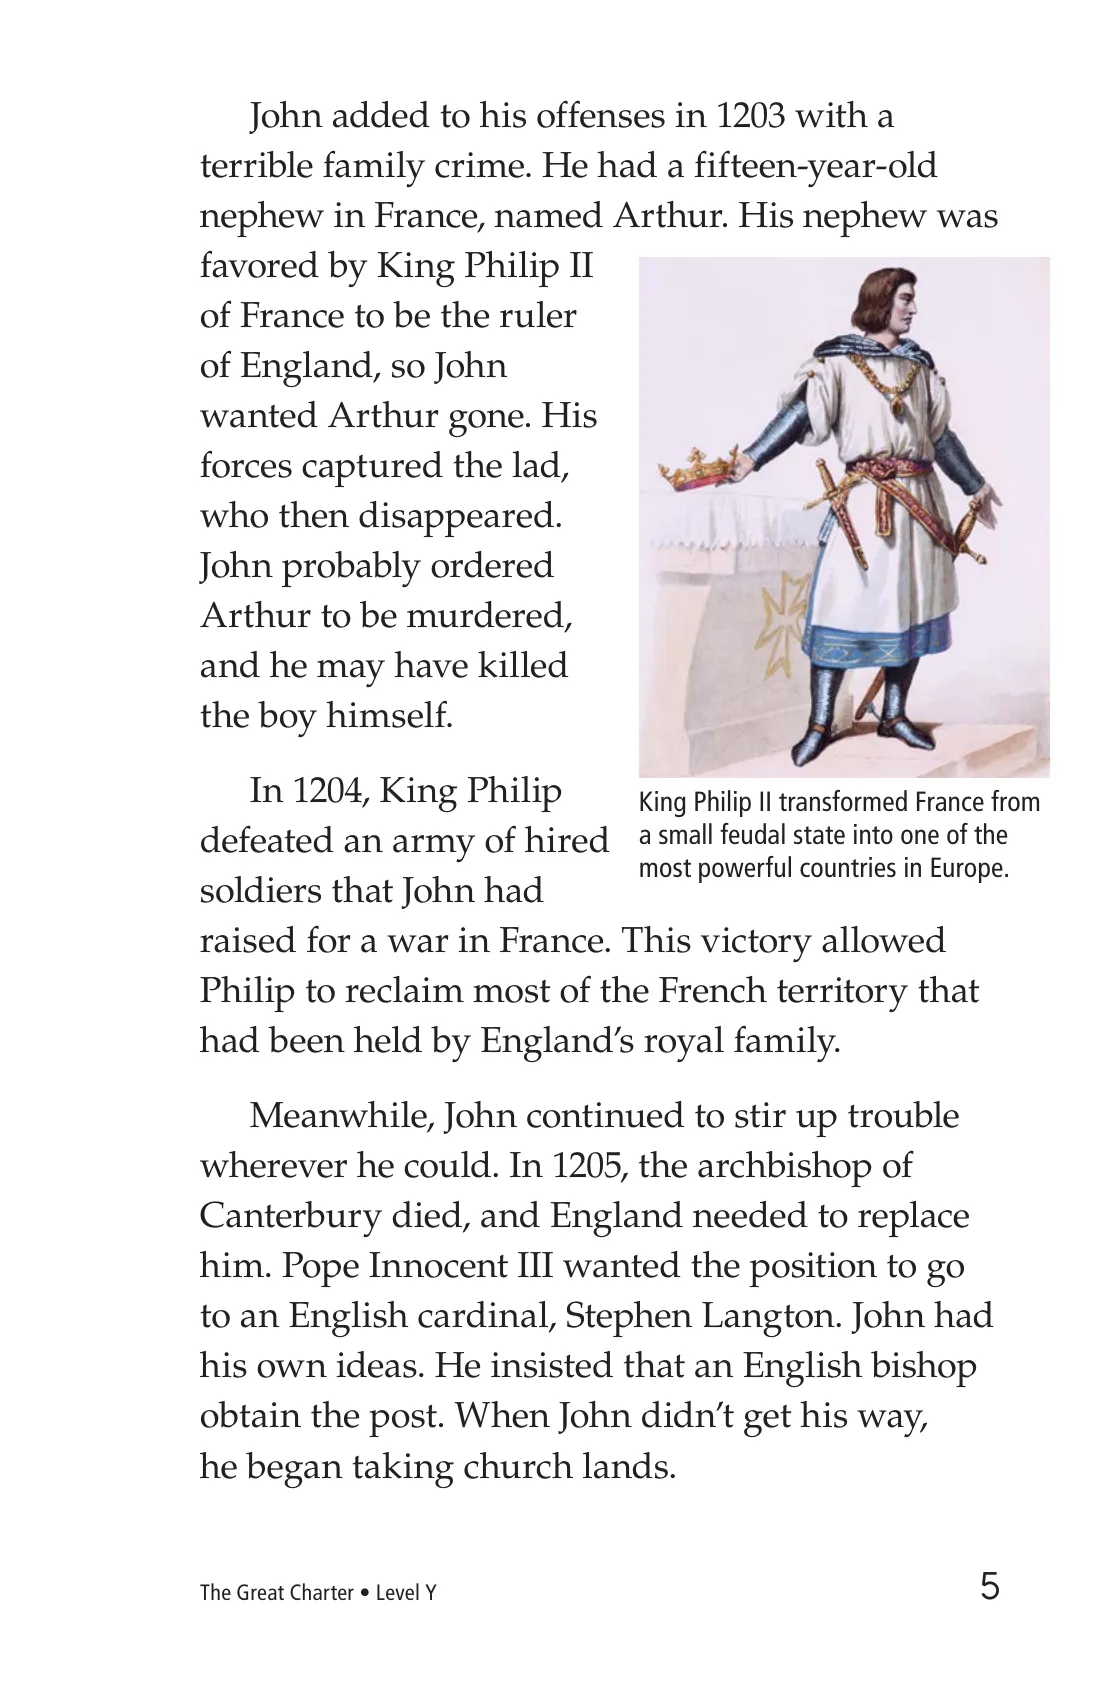 John added to his offenses in 1203 with a
terrible family crime. He had a fifteen-year-old
nephew in France, named Arthur. His nephew was
favored by King Philip II
of France to be the ruler
of England, so John
wanted Arthur gone. His
forces captured the lad,
who then disappeared.
John probably ordered
Arthur to be murdered,
and he may have killed
the boy himself.
King Philip II transformed France from
a small feudal state into one of the
most powerful countries in Europe.
In 1204, King Philip
defeated an army of hired
soldiers that John had
raised for a war in France. This victory allowed
Philip to reclaim most of the French territory that
had been held by England’s royal family.
Meanwhile, John continued to stir up trouble
wherever he could. In 1205, the archbishop of
Canterbury died, and England needed to replace
him. Pope Innocent III wanted the position to go
to an English cardinal, Stephen Langton. John had
his own ideas. He insisted that an English bishop
obtain the post. When John didn’t get his way,
he began taking church lands.
The Great Charter • Level Y
5